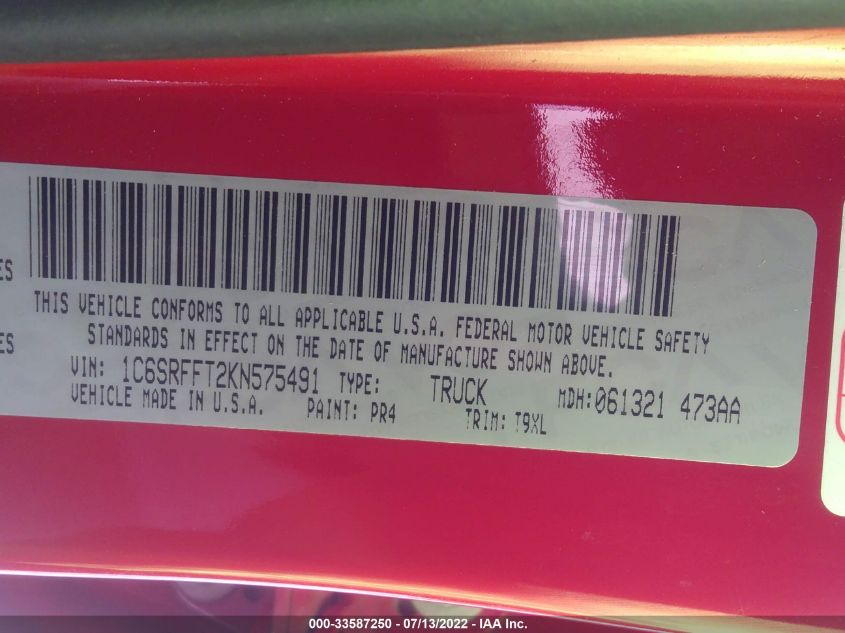 ES
THIS VEHICLE CONFORMS TO ALL APPLICABLE U.S.A. FEDERAL MOTOR VEHICLE SAFETY
ES
STANDARDS IN EFFECT ON THE DATE OF MANUFACTURE SHOWN ABOVE.
VIN: 1C6SRFFT2KN575491 TYPE: TRUCK MDH:061321 473AA
VEHICLE MADE IN U.S.A. PAINT: PR4 TRIM: T9XL
000-33587250 - 07/13/2022 - IAA Inc.